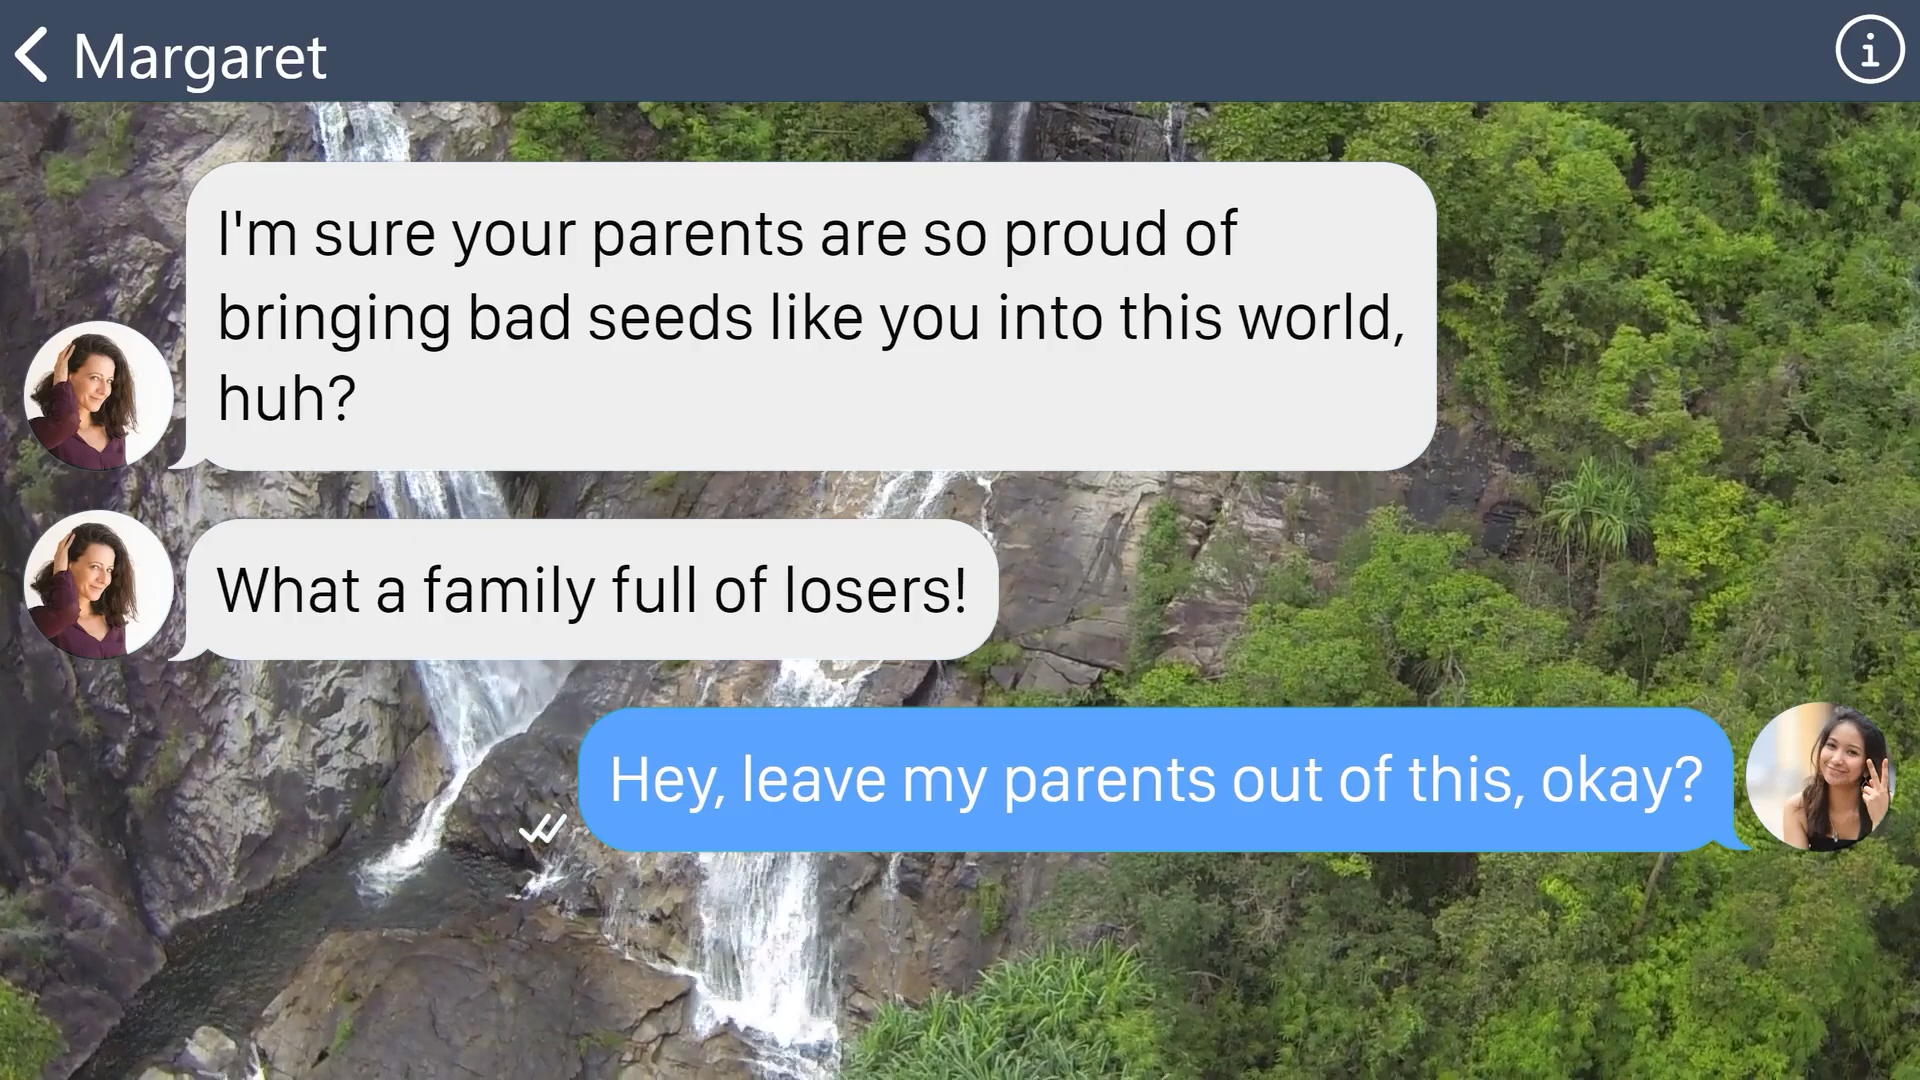 Margaret
I'm sure your parents are so proud of
bringing bad seeds like you into this world,
huh?
What a family full of losers!
Hey, leave my parents out of this, okay?